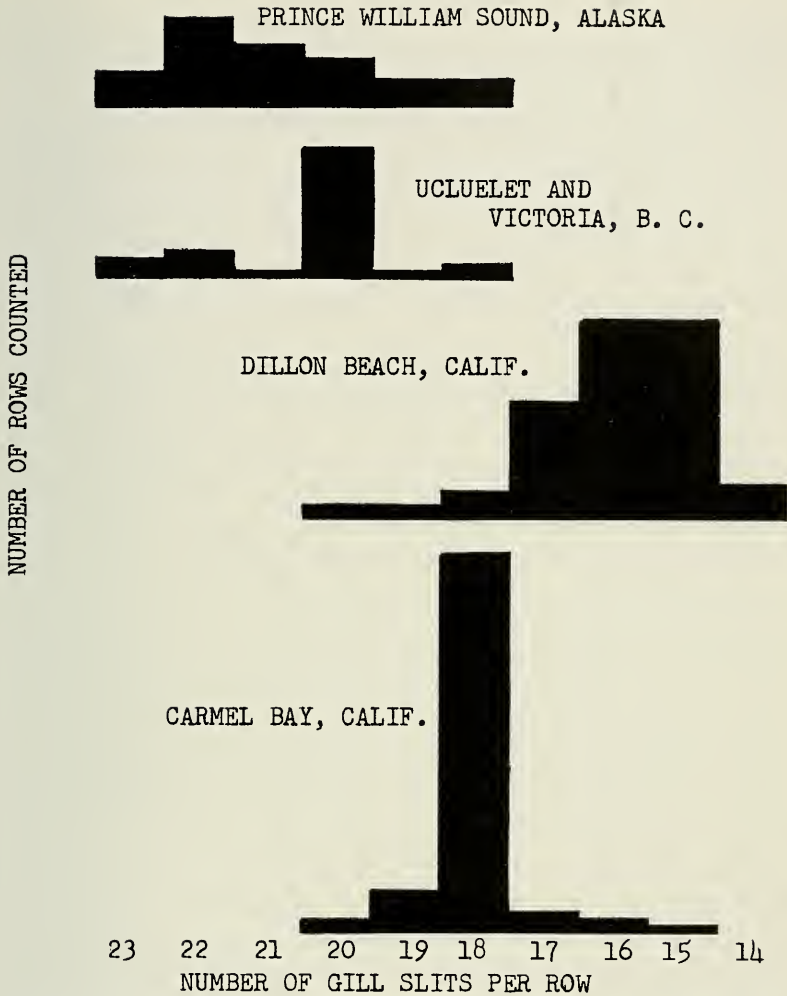 PRINCE WILLIAM SOUND, ALASKA
UCLUELET AND
VICTORIA, B. C.
DILLON BEACH, CALIF.
CARMEL BAY, CALIF.
NUMBER OF ROWS COUNTED
23 22 21 20 19 18 17 16 15 14
NUMBER OF GILL SLITS PER ROW